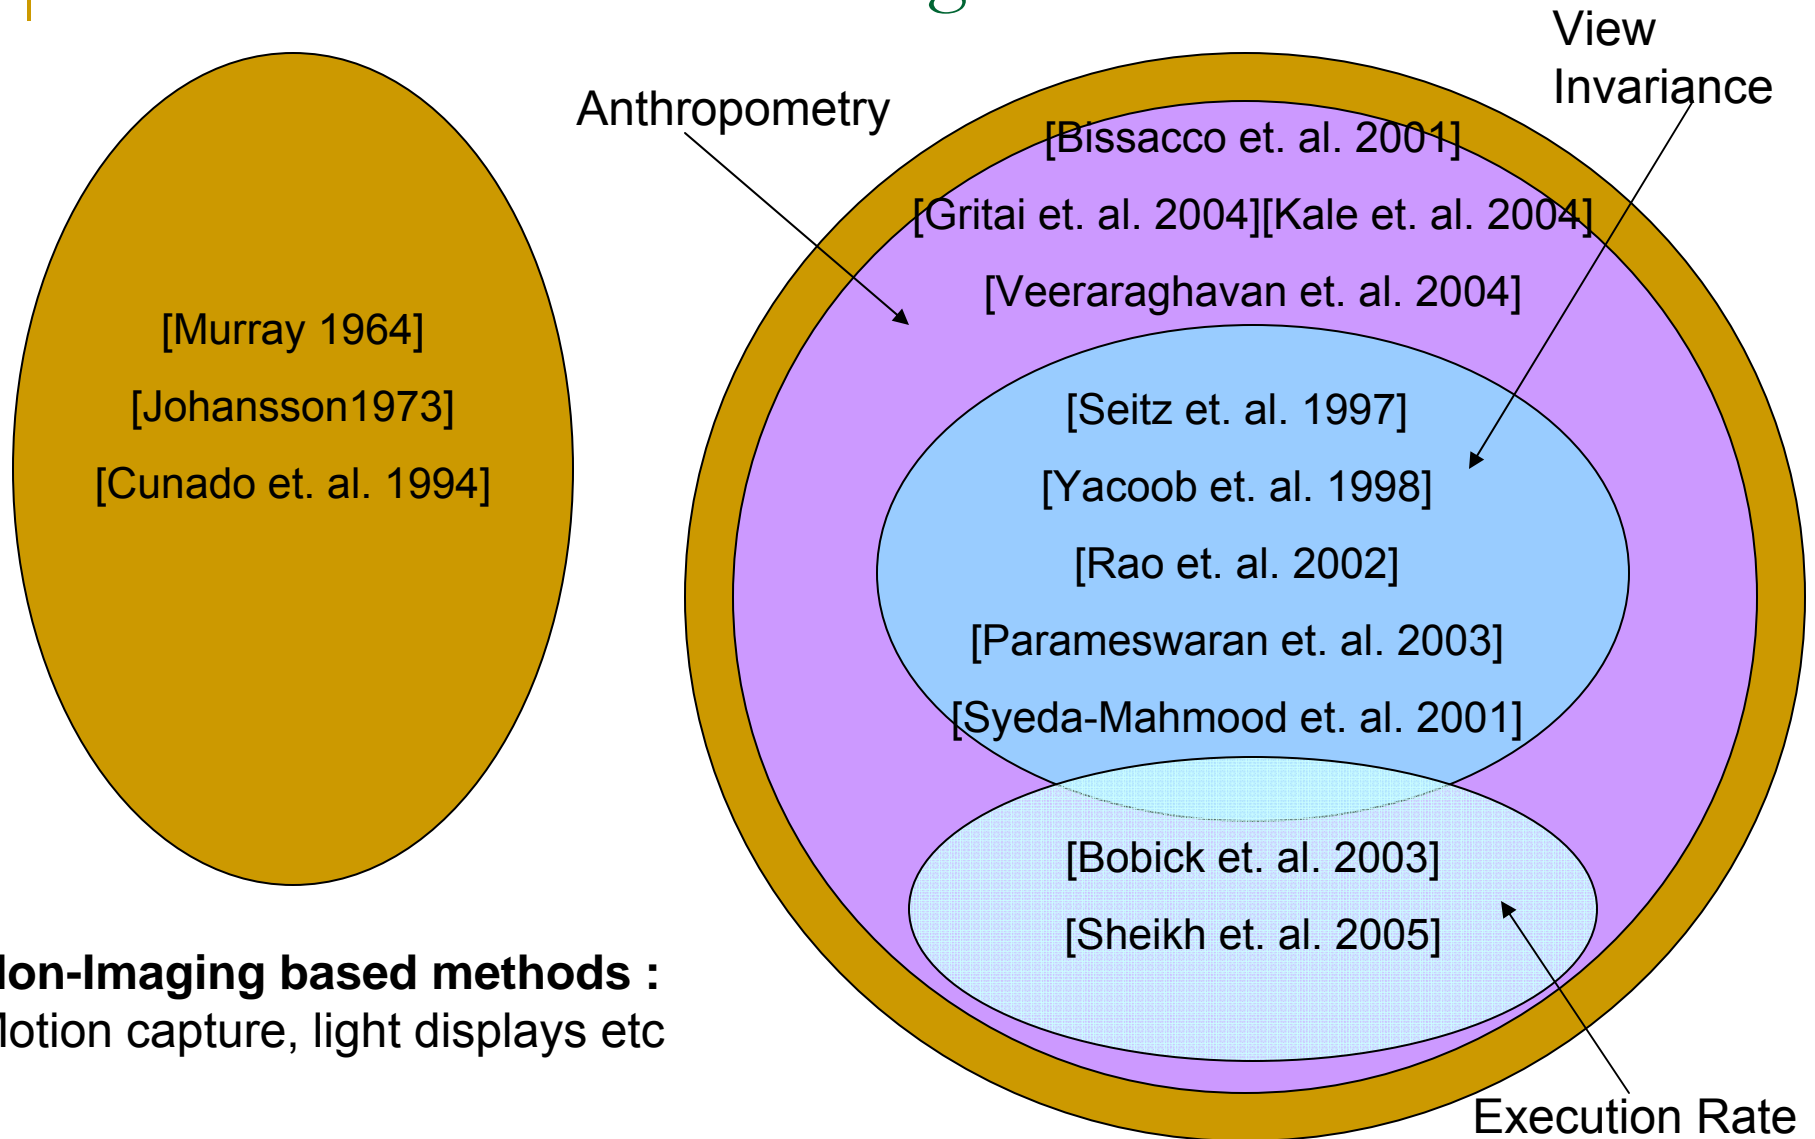 View
Invariance
Anthropometry
[Bissacco et. al. 2001]
[Gritai et. al. 2004][Kale et. al. 2004]
[Veeraraghavan et. al. 2004]
[Murray 1964]
[Johansson1973]
[Cunado et. al. 1994]
[Seitz et. al. 1997]
[Yacoob et. al. 1998]
[Rao et. al. 2002]
[Parameswaran et. al. 2003]
[Syeda-Mahmood et. al. 2001]
[Bobick et. al. 2003]
[Sheikh et. al. 2005]
Non-Imaging based methods :
Motion capture, light displays etc
Execution Rate